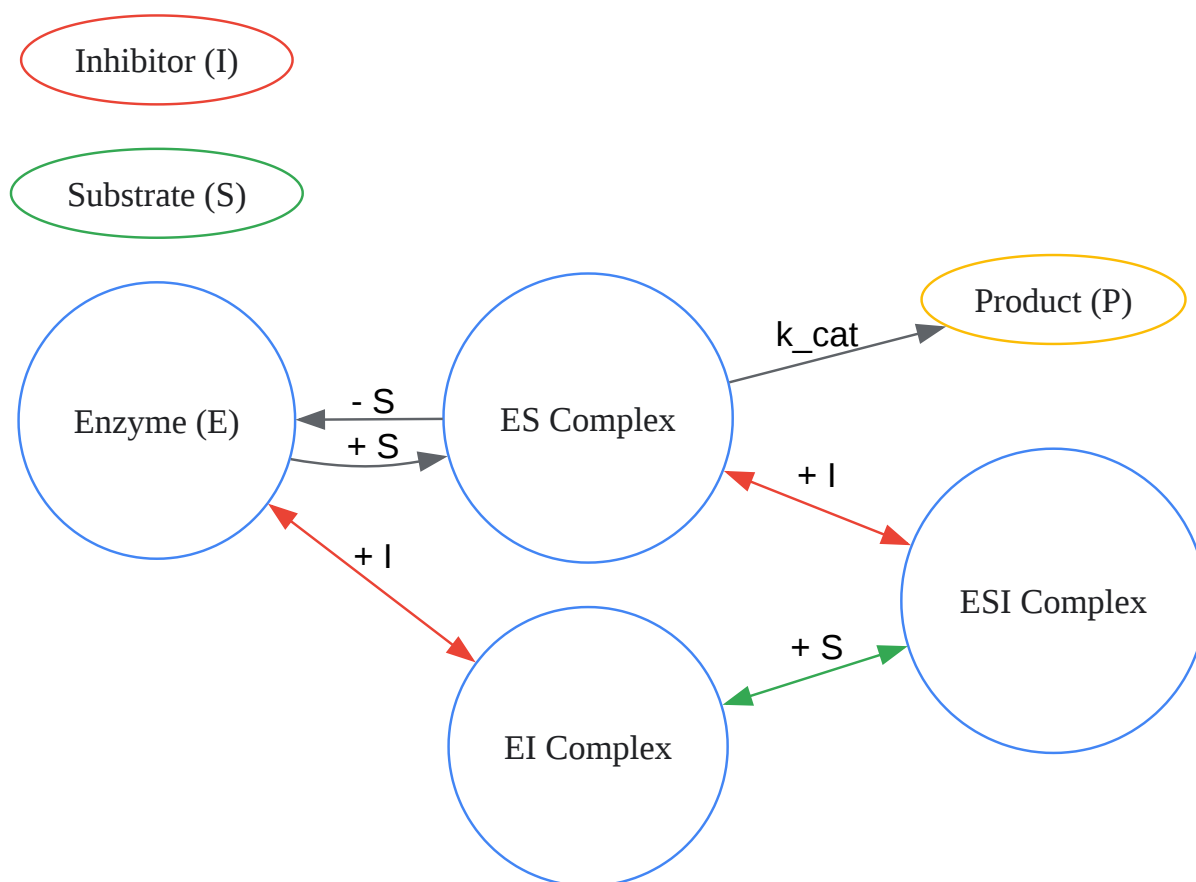 Inhibitor (I)
Substrate (S)
Product (P)
k_cat
- S
ES Complex
Enzyme (E)
+ S
+ I
+ I
ESI Complex
+ S
EI Complex